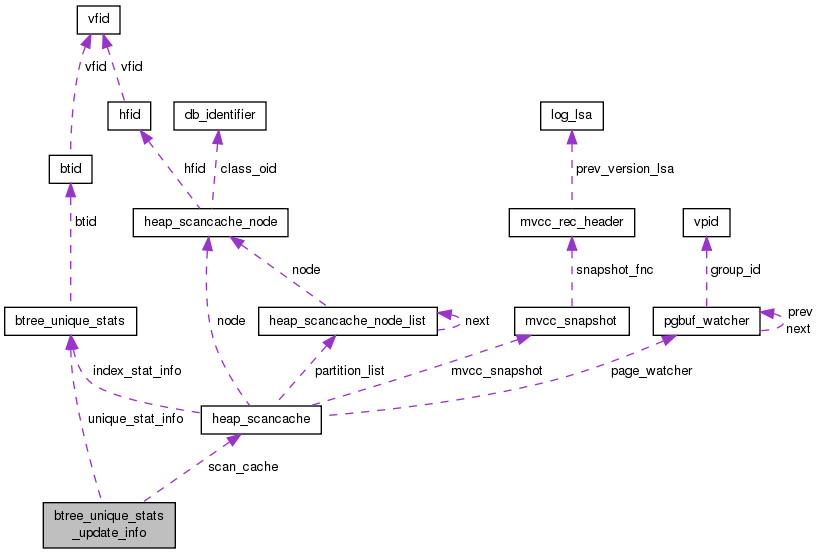 vfid
vfid
vfid
hfid
db_identifier
log_lsa
btid
hfid
class_oid
prev_version_lsa
heap_scancache_node
mvcc_rec_header
vpid
btid
node
snapshot_fnc
group_id
btree_unique_stats
node
heap_scancache_node_list
next
mvcc_snapshot
pgbuf_watcher
prev
next
index_stat_info
partition_list
mvcc_snapshot
page_watcher
unique_stat_info
heap_scancache
scan_cache
btree_unique_stats
_update_info